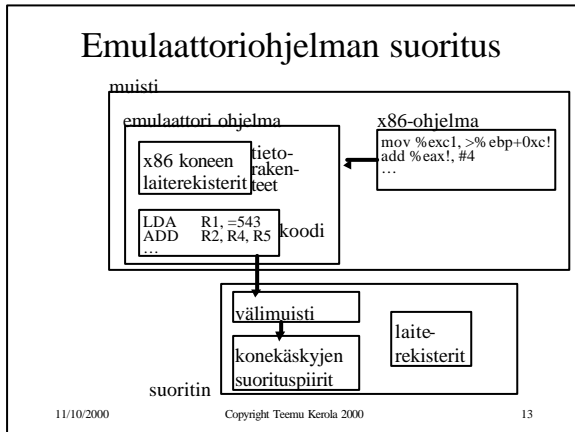 Emulaattoriohjelman suoritus
muisti
emulaattori ohjelma
x86-ohjelma
x86 koneen
laiterekisterit
tieto-
raken-
teet
mov %exc1, >% ebp+0xc!
add %eax!, #4
…
LDA R1, =543
ADD R2, R4, R5
…
koodi
välimuisti
konekäskyjen
suorituspiirit
laite-
rekisterit
suoritin
11/10/2000 Copyright Teemu Kerola 2000 13